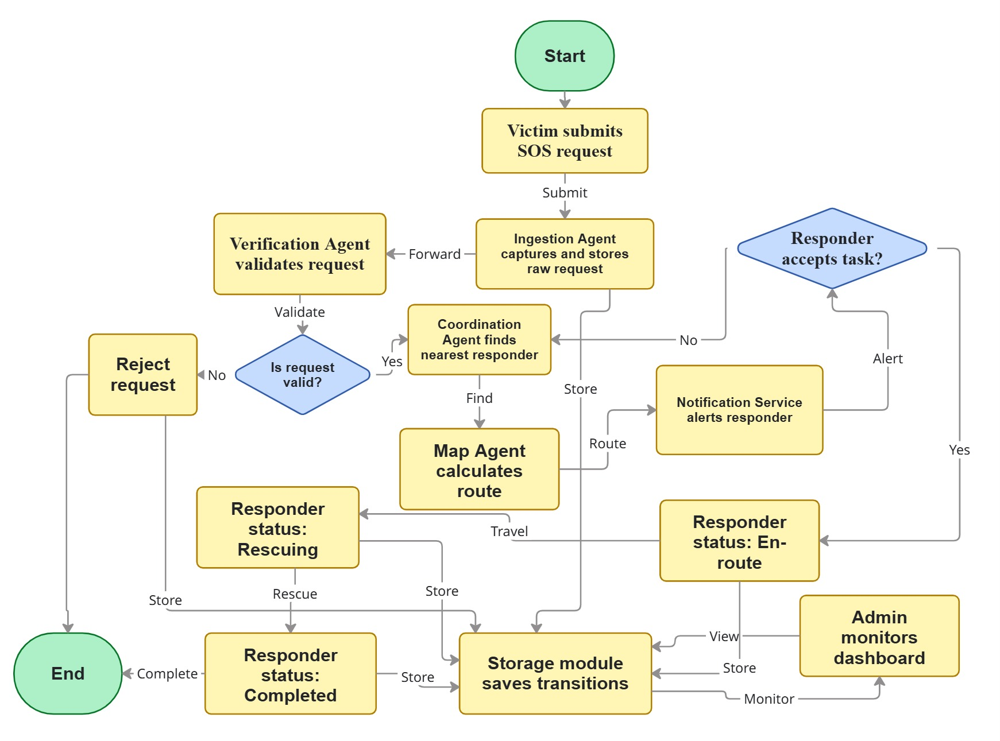 Start
Victim submits
SOS request
Submit
Ingestion Agent
captures and stores
raw request
Forward
Verification Agent
validates request
Validate
Is request
valid?
No
Reject
request
Yes
Coordination
Agent finds
nearest responder
Find
Map Agent
calculates
route
Route
Notification Service
alerts responder
Alert
Responder
accepts task?
No
Yes
Responder
status: En-
route
Travel
Responder
status:
Rescuing
Rescue
Responder
status:
Completed
Complete
End
Store
Store
Store
Store
Store
Storage module
saves transitions
View
Monitor
Admin
monitors
dashboard